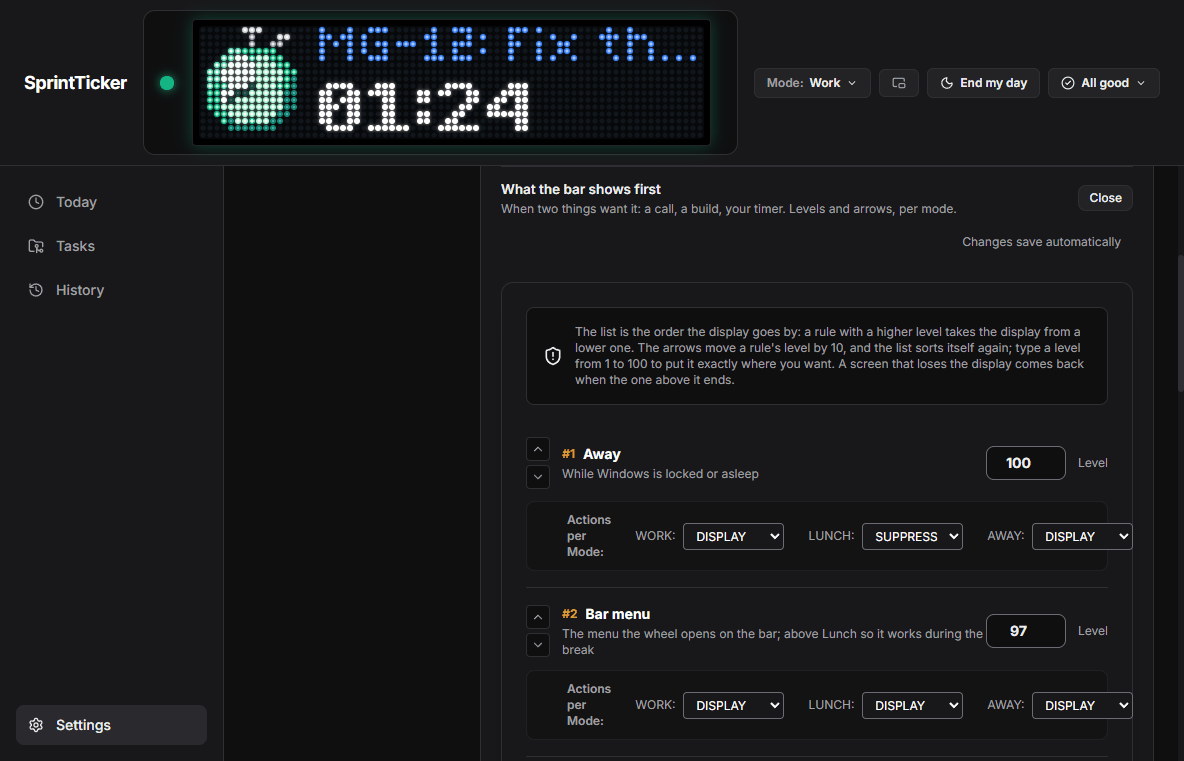 SprintTicker
MG-12: Fix th...
01:24
Mode: Work
End my day
All good
Today
Tasks
History
Settings
What the bar shows first
When two things want it: a call, a build, your timer. Levels and arrows, per mode.
Close
Changes save automatically
The list is the order the display goes by: a rule with a higher level takes the display from a
lower one. The arrows move a rule's level by 10, and the list sorts itself again; type a level
from 1 to 100 to put it exactly where you want. A screen that loses the display comes back
when the one above it ends.
#1 Away
While Windows is locked or asleep
100
Level
Actions
per
Mode:
WORK: DISPLAY
LUNCH: SUPPRESS
AWAY: DISPLAY
#2 Bar menu
The menu the wheel opens on the bar; above Lunch so it works during the
break
97
Level
Actions
per
Mode:
WORK: DISPLAY
LUNCH: DISPLAY
AWAY: DISPLAY